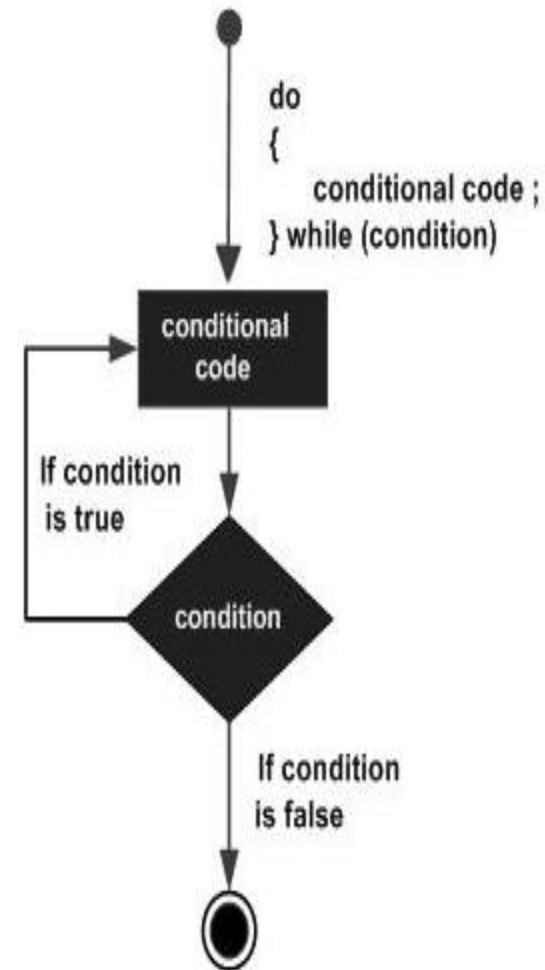 do
{
conditional code ;
} while (condition)
conditional
code
If condition
is true
condition
If condition
is false